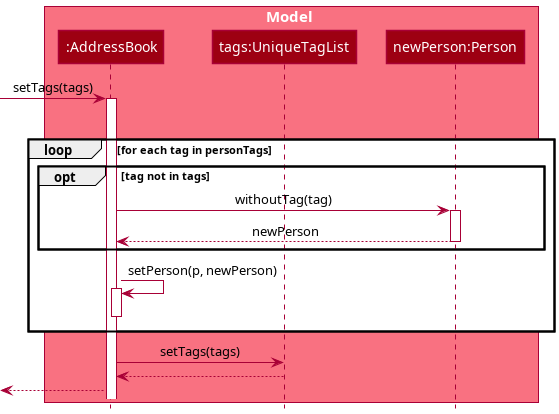 Model
:AddressBook
tags:UniqueTagList
newPerson:Person
setTags(tags)
loop
[for each tag in personTags]
opt
[tag not in tags]
withoutTag(tag)
newPerson
setPerson(p, newPerson)
setTags(tags)